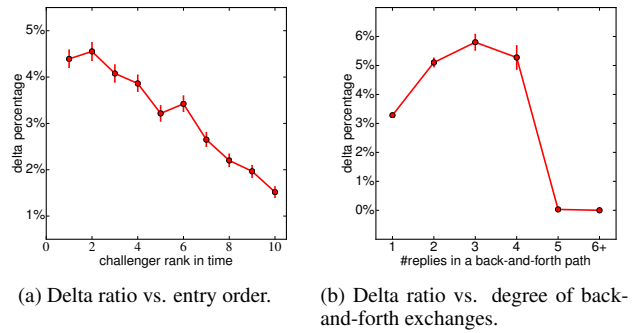 5%
4%
3%
2%
1%
delta percentage
0 2 4 6 8 10
challenger rank in time
(a) Delta ratio vs. entry order.
6%
5%
4%
3%
2%
1%
0%
delta percentage
1 2 3 4 5 6+
#replies in a back-and-forth path
(b) Delta ratio vs. degree of back-
and-forth exchanges.